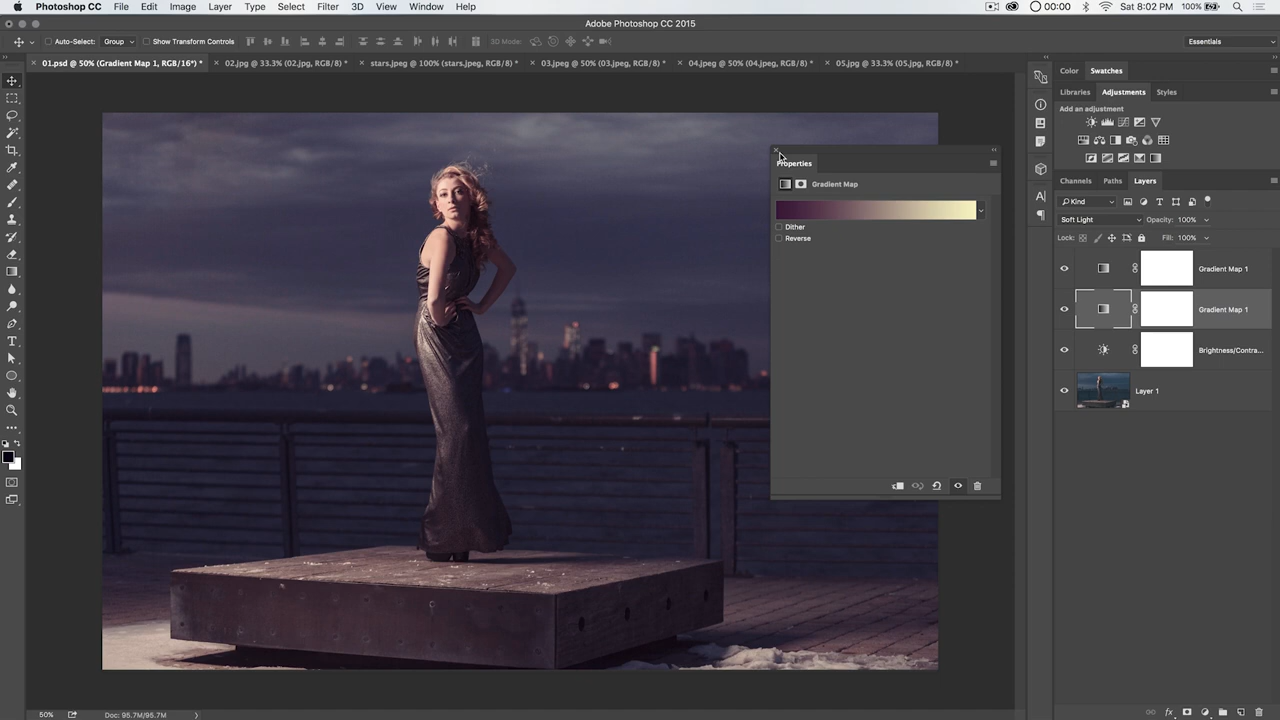 Photoshop CC File Edit Image Layer Type Select Filter 3D View Window Help 00:00 Sat 8:02 PM 100%
Adobe Photoshop CC 2015
Auto-Select: Group Show Transform Controls 3D Mode: Essentials
01.psd @ 50% (Gradient Map 1, RGB/16*) * 02.jpg @ 33.3% (02.jpg, RGB/8*) * stars.jpeg @ 100% (stars.jpeg, RGB/8*) * 03.jpeg @ 50% (03.jpeg, RGB/8*) * 04.jpeg @ 50% (04.jpeg, RGB/8*) * 05.jpg @ 33.3% (05.jpg, RGB/8*) *
Color Swatches
Libraries Adjustments Styles
Add an adjustment
Properties
Gradient Map
Dither
Reverse
Channels Paths Layers
Kind
Soft Light Opacity: 100%
Lock: Fill: 100%
Gradient Map 1
Gradient Map 1
Brightness/Contra...
Layer 1
50% Doc: 95.7M/95.7M